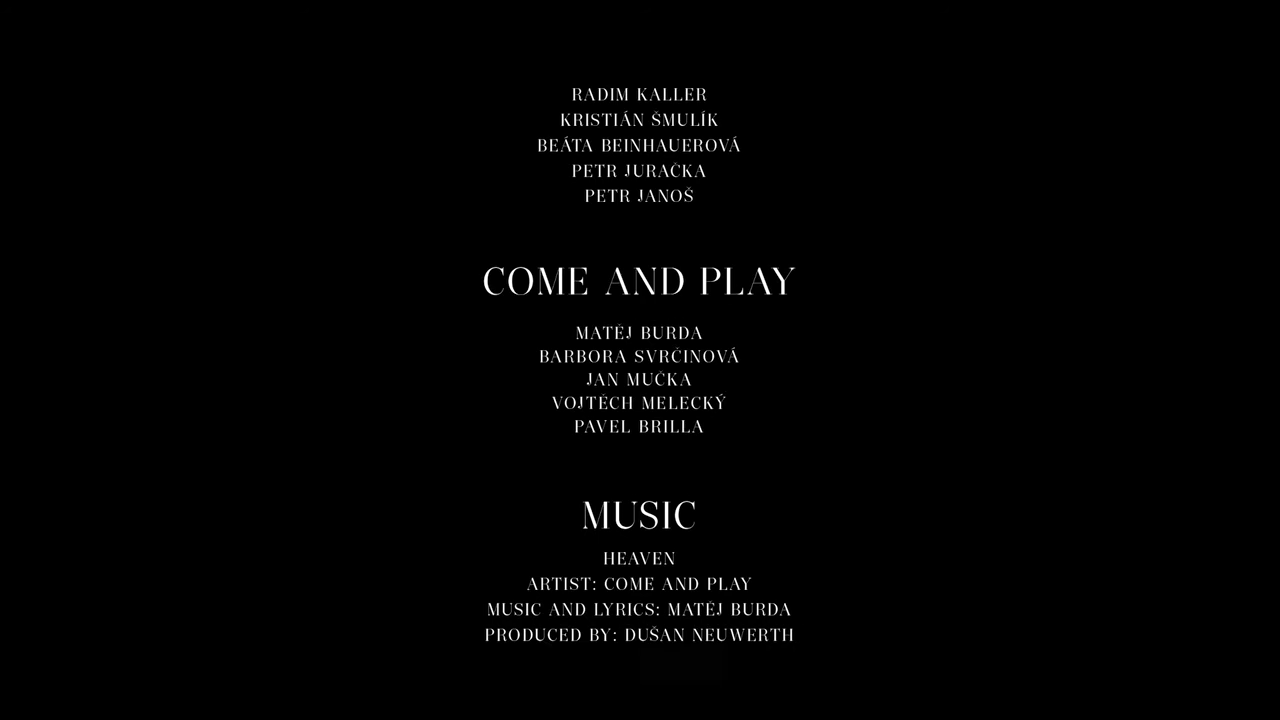 RADIM KALLER
KRISTIÁN ŠMULÍK
BEÁTA BEINHAUEROVÁ
PETR JURAČKA
PETR JANOŠ
COME AND PLAY
MATĚJ BURDA
BARBORA SVRČINOVÁ
JAN MUČKA
VOJTĚCH MELECKÝ
PAVEL BRILLA
MUSIC
HEAVEN
ARTIST: COME AND PLAY
MUSIC AND LYRICS: MATĚJ BURDA
PRODUCED BY: DUŠAN NEUWERTH